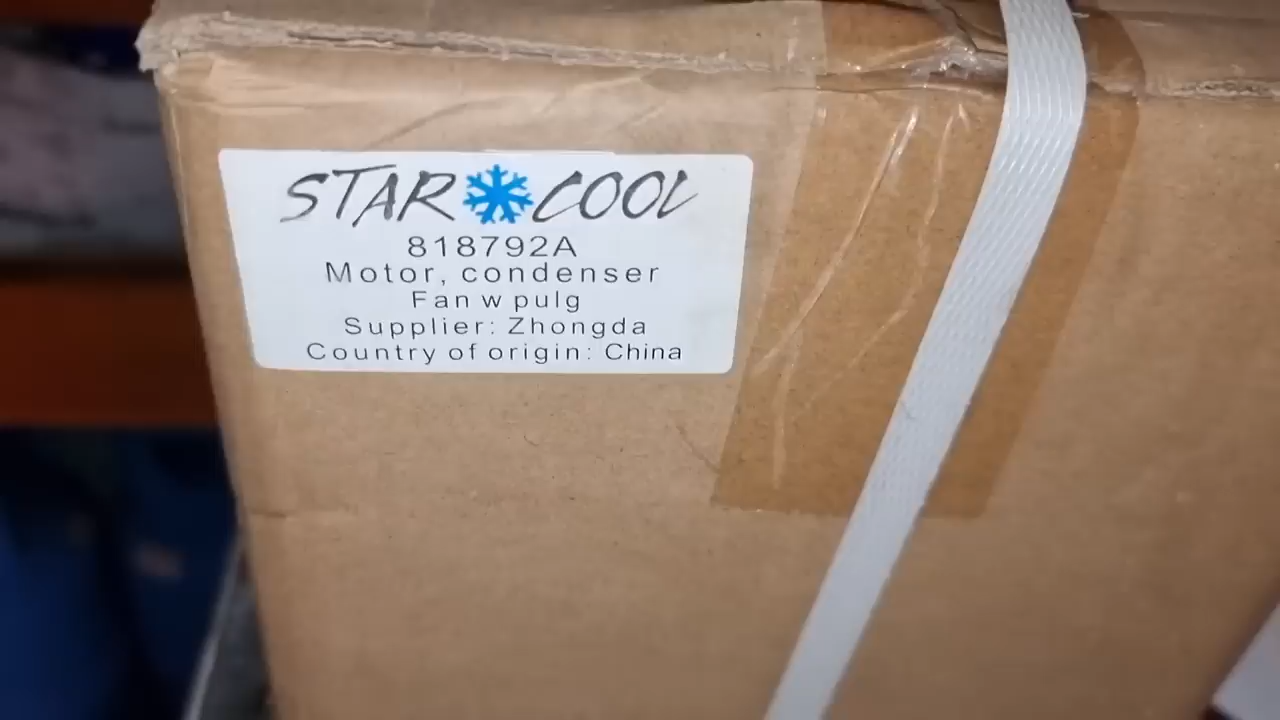 STAR COOL
818792A
Motor, condenser
Fan w pulg
Supplier: Zhongda
Country of origin: China